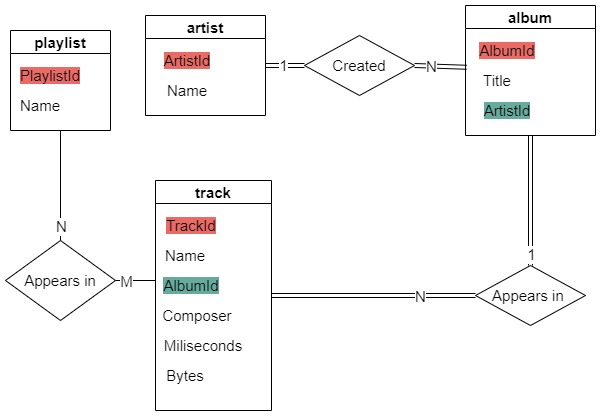 playlist
PlaylistId
Name
artist
ArtistId
Name
1
Created
N
album
AlbumId
Title
ArtistId
N
Appears in
M
track
TrackId
Name
AlbumId
Composer
Miliseconds
Bytes
N
1
Appears in